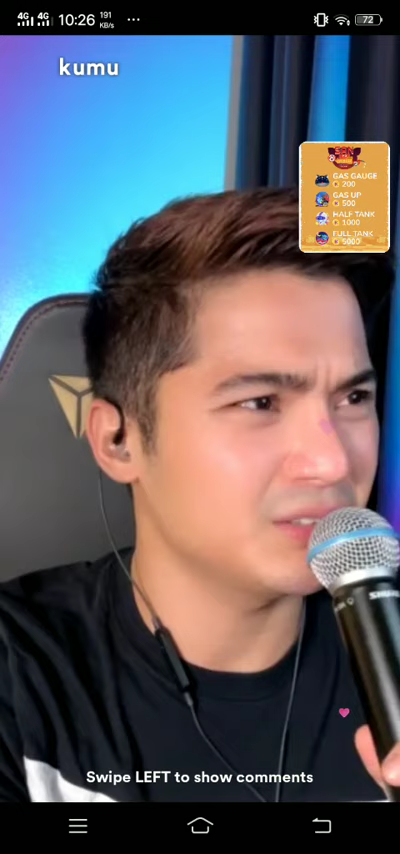 4G 4G 10:26 191 KB/s ... 72
kumu
GAS GAUGE
200
GAS UP
500
HALF TANK
1000
FULL TANK
5000
SHURE
Swipe LEFT to show comments